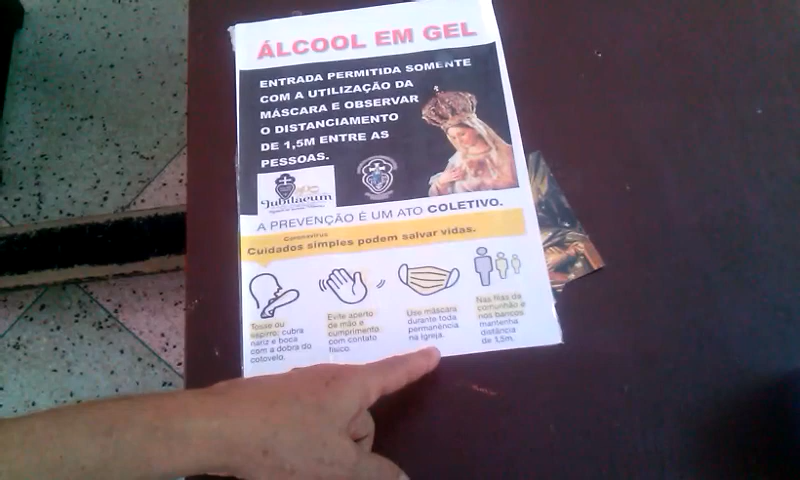 ÁLCOOL EM GEL
ENTRADA PERMITIDA SOMENTE
COM A UTILIZAÇÃO DA
MÁSCARA E OBSERVAR
O DISTANCIAMENTO
DE 1,5M ENTRE AS
PESSOAS.
Jubilaeum
A PREVENÇÃO É UM ATO COLETIVO.
Coronavírus
Cuidados simples podem salvar vidas.
Tosse ou
espirro: cubra
nariz e boca
com a dobra do
cotovelo.
Evite aperto
de mão e
cumprimento
com contato
físico.
Use máscara
durante toda
permanência
na Igreja.
Nas filas da
comunhão e
nos bancos
mantenha
distância
de 1,5m.